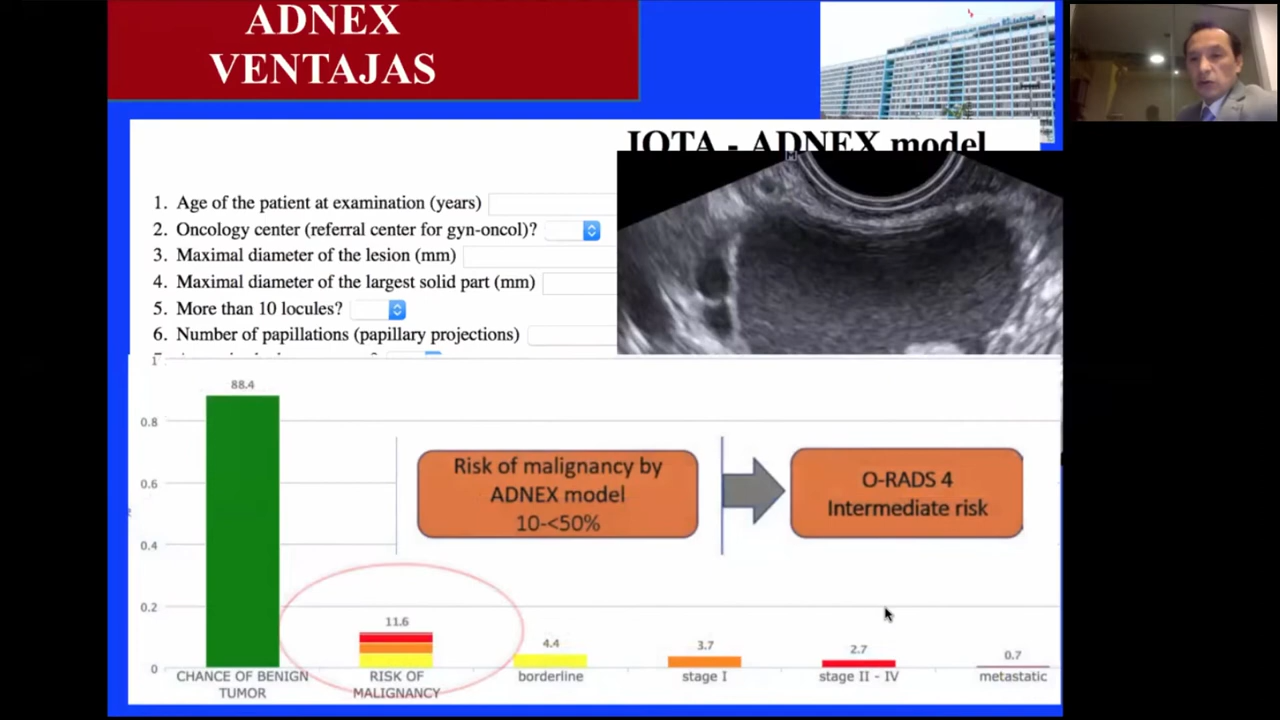 ADNEX
VENTAJAS
IOTA - ADNEX model
1. Age of the patient at examination (years)
2. Oncology center (referral center for gyn-oncol)?
3. Maximal diameter of the lesion (mm)
4. Maximal diameter of the largest solid part (mm)
5. More than 10 locules?
6. Number of papillations (papillary projections)
1
0.8
0.6
0.4
0.2
0
88.4
11.6
4.4
3.7
2.7
0.7
Risk of malignancy by
ADNEX model
10-<50%
O-RADS 4
Intermediate risk
CHANCE OF BENIGN
TUMOR
RISK OF
MALIGNANCY
borderline
stage I
stage II - IV
metastatic